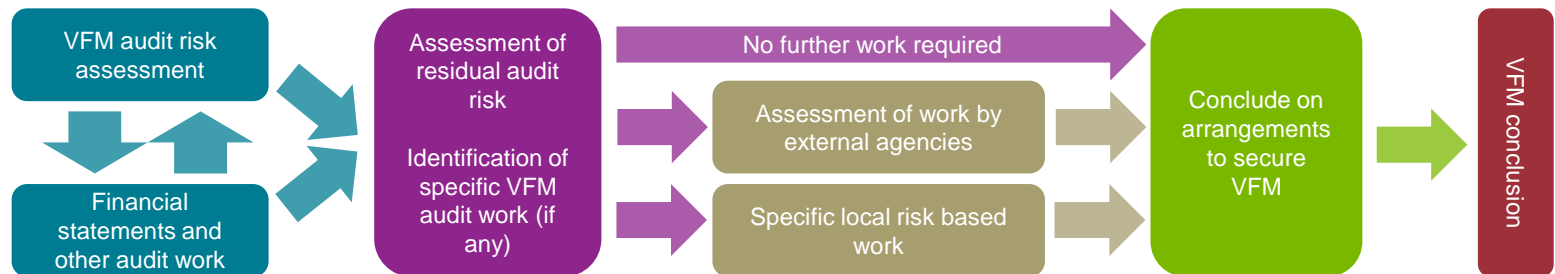 VFM audit risk
assessment
Financial
statements and
other audit work
Assessment of
residual audit
risk
Identification of
specific VFM
audit work (if
any)
No further work required
Assessment of work by
external agencies
Specific local risk based
work
Conclude on
arrangements
to secure
VFM
VFM conclusion